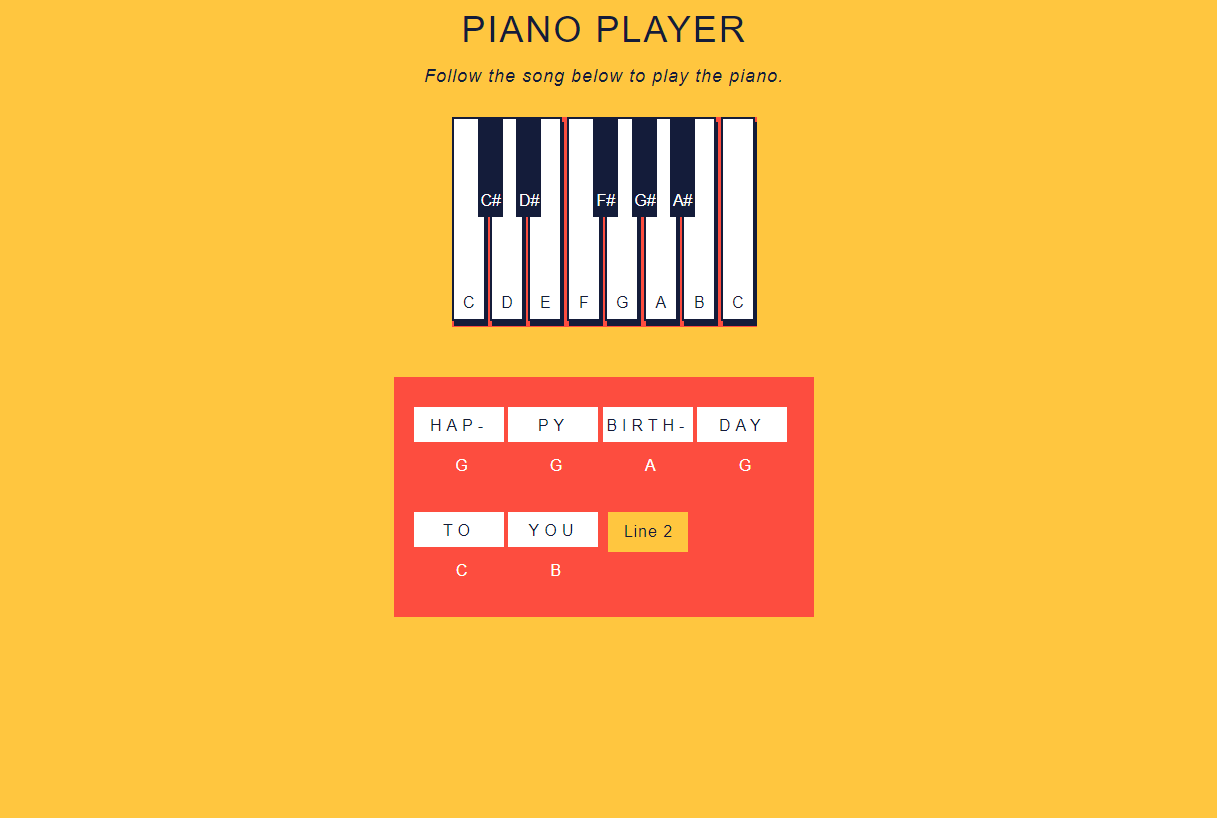 PIANO PLAYER
Follow the song below to play the piano.
C# D# F# G# A#
C D E F G A B C
HAP- PY BIRTH- DAY
G G A G
TO YOU Line 2
C B